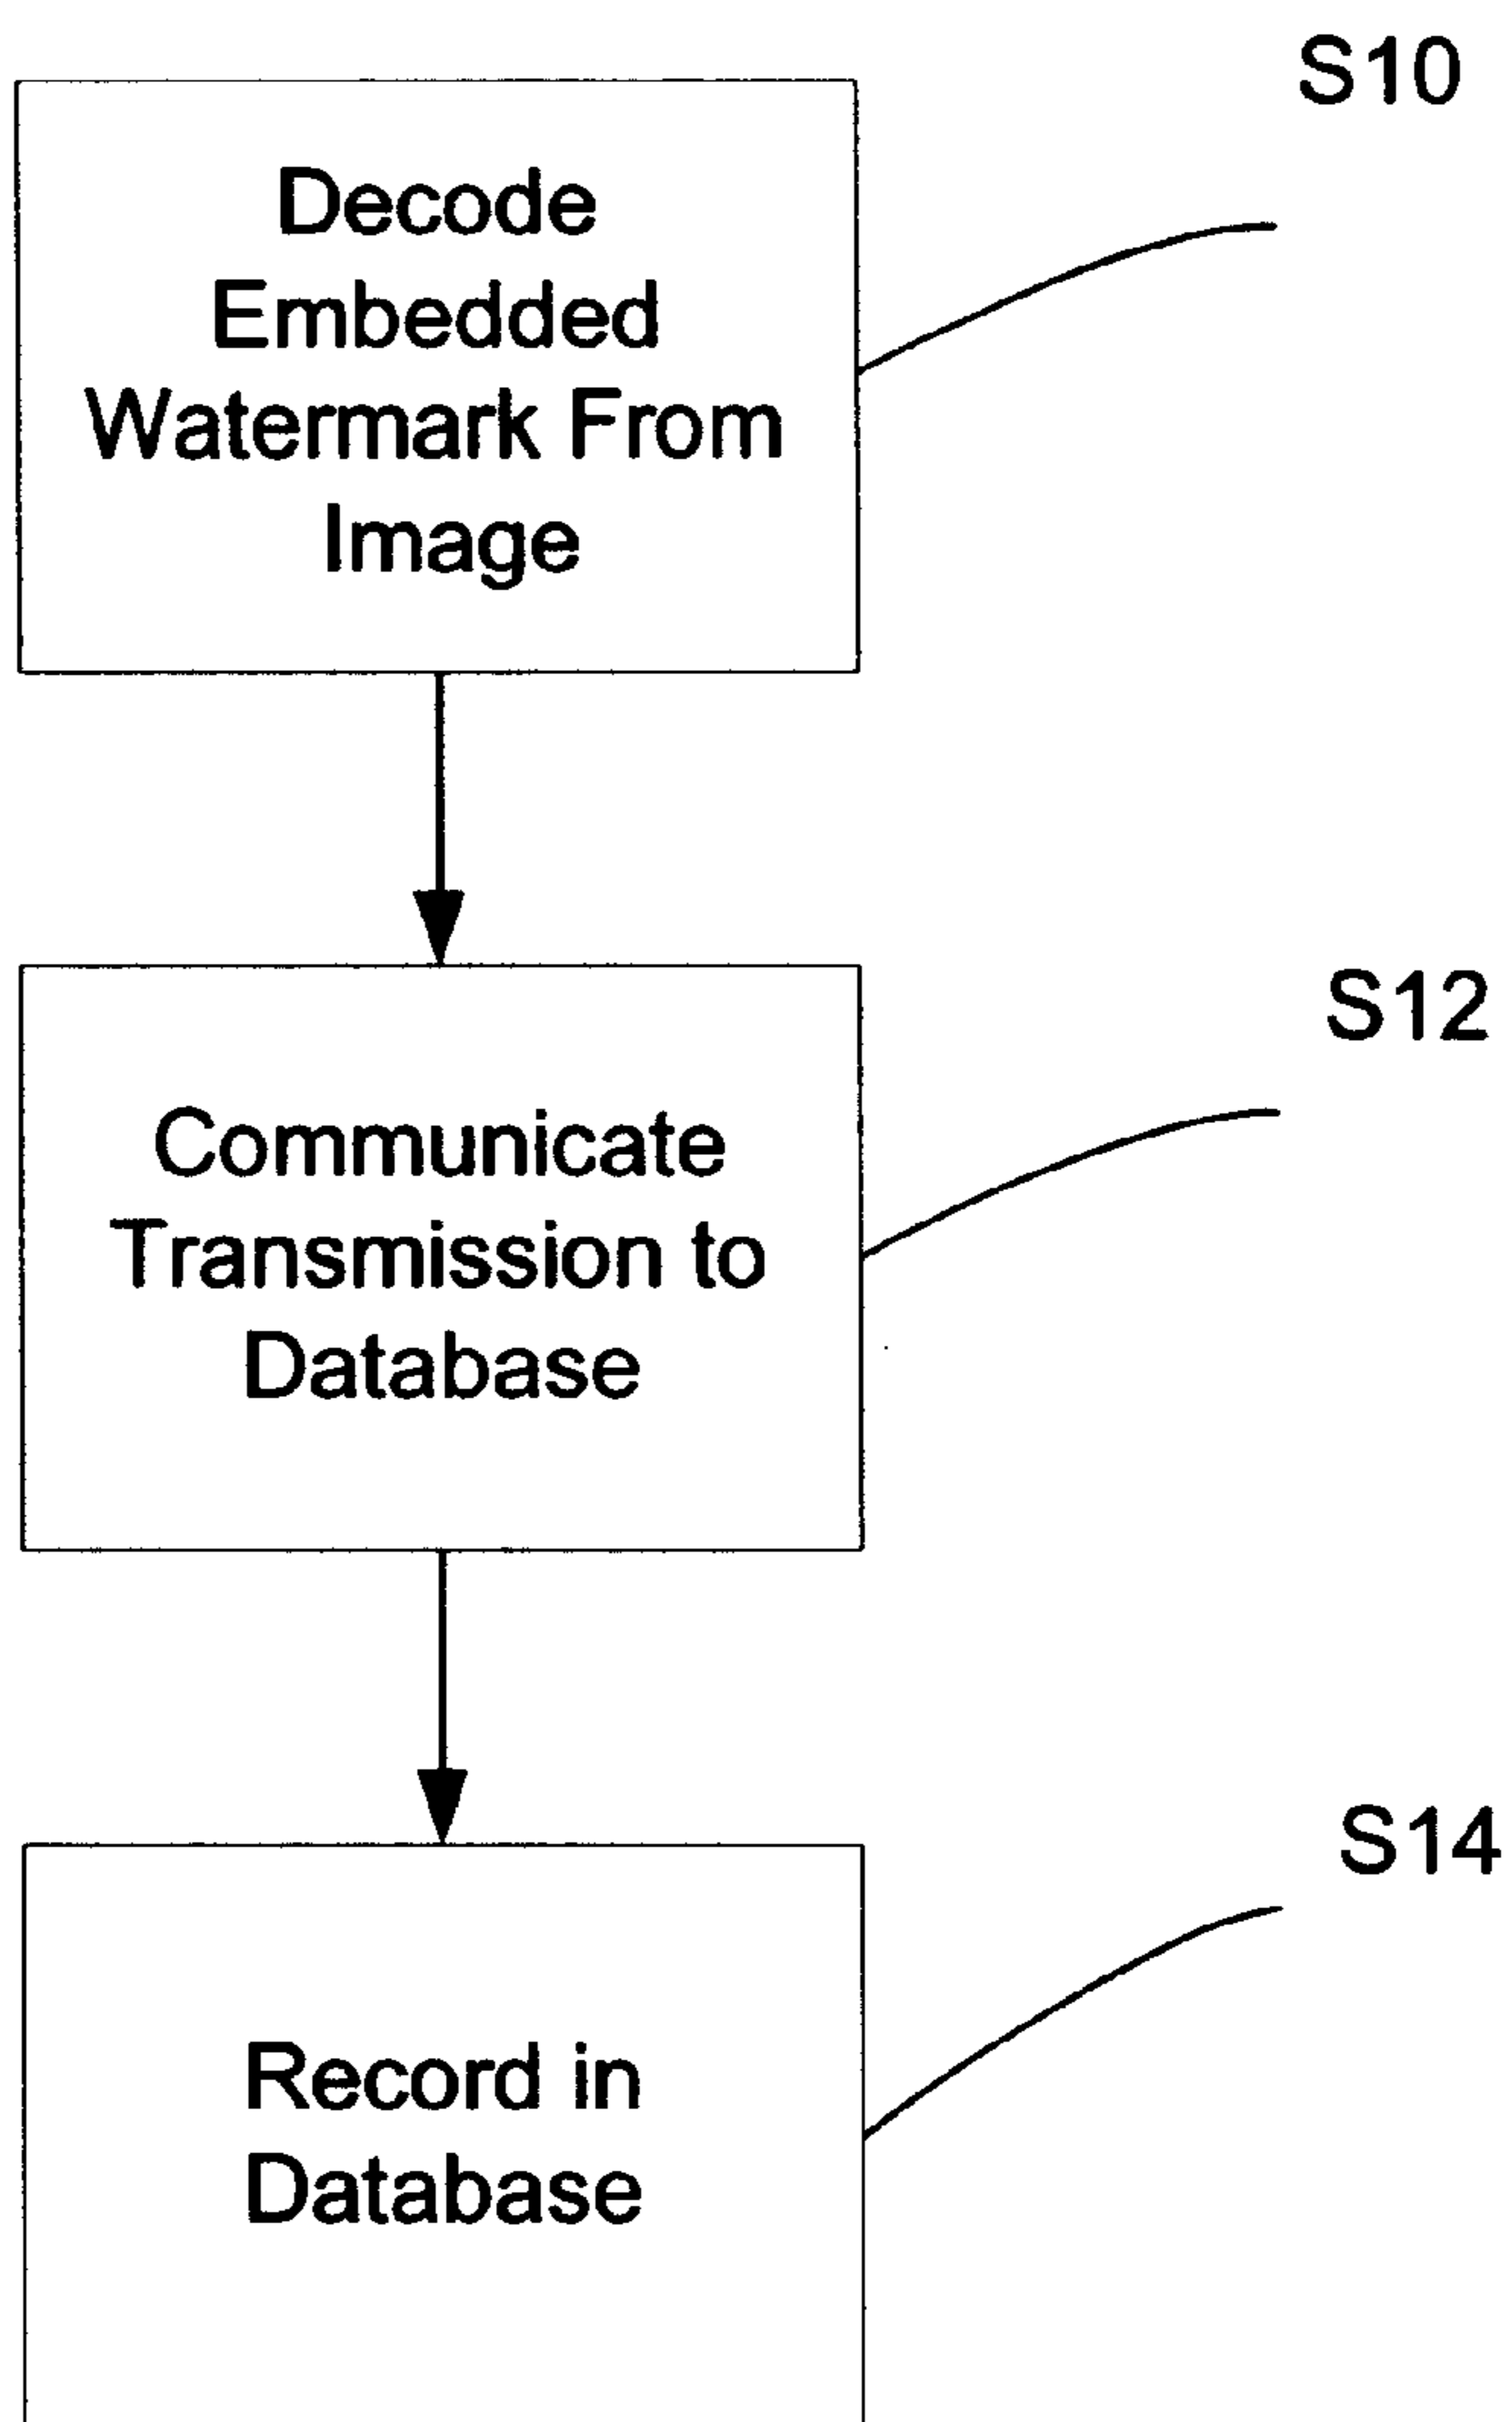 S10
Decode
Embedded
Watermark From
Image
S12
Communicate
Transmission to
Database
S14
Record in
Database